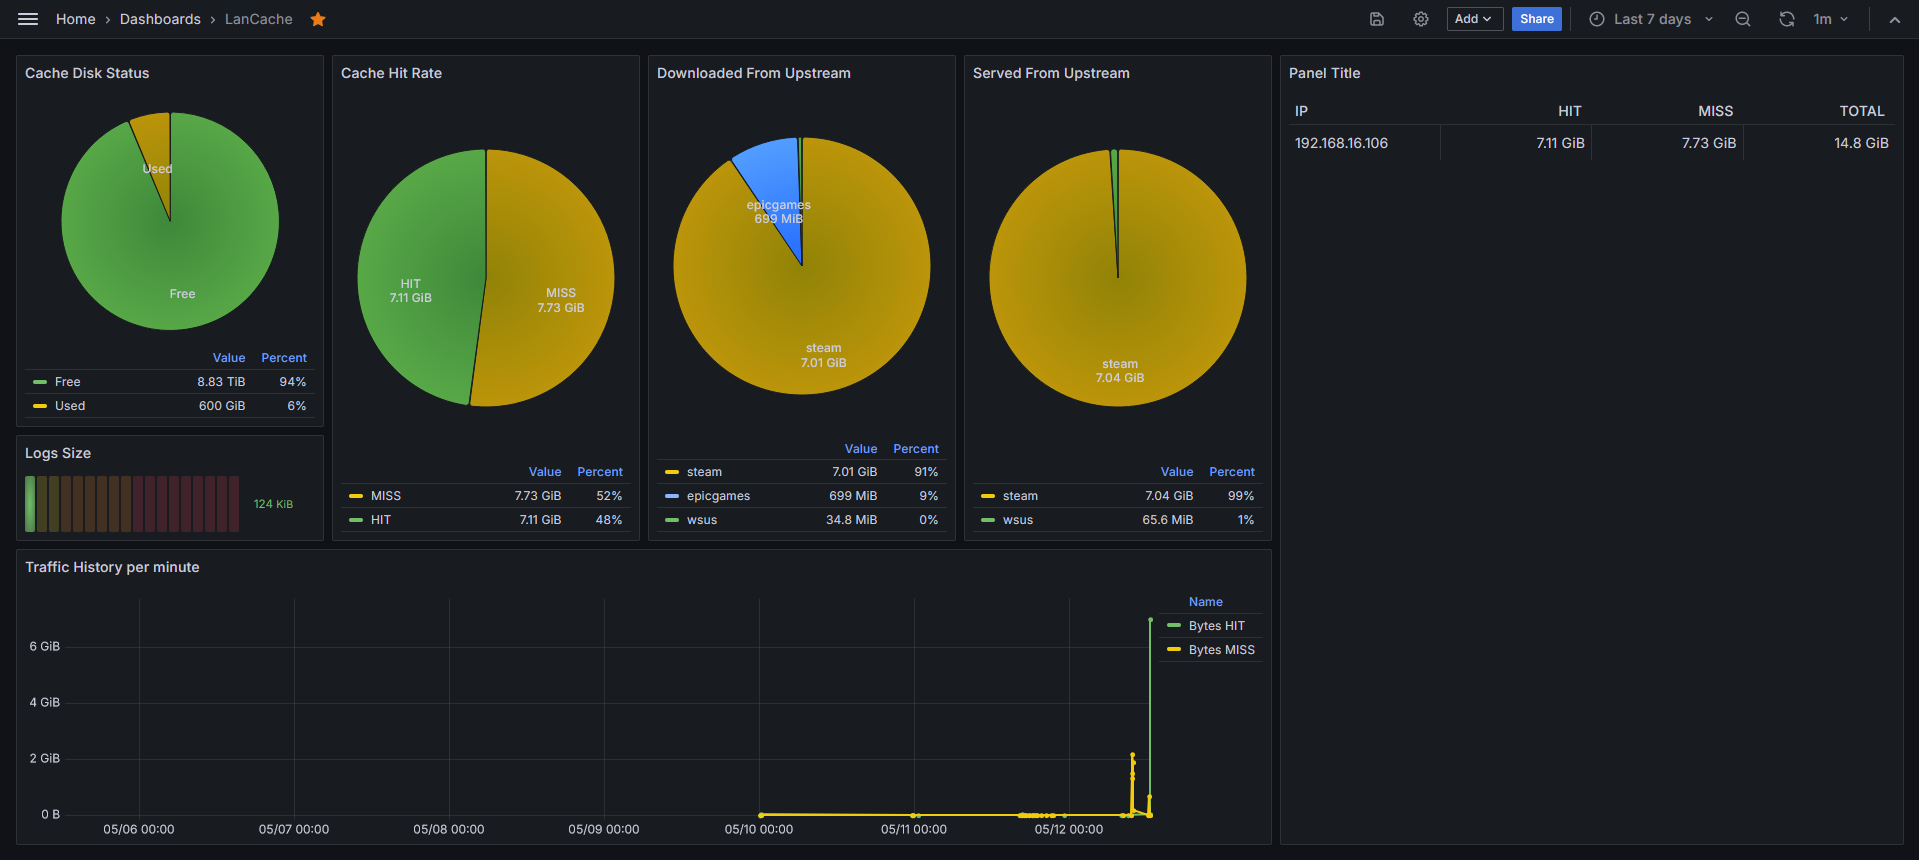 Home › Dashboards › LanCache
Add
Share
Last 7 days
1m
Cache Disk Status
Used
Free
Value Percent
Free 8.83 TiB 94%
Used 600 GiB 6%
Logs Size
124 KiB
Cache Hit Rate
HIT
7.11 GiB
MISS
7.73 GiB
Value Percent
MISS 7.73 GiB 52%
HIT 7.11 GiB 48%
Downloaded From Upstream
epicgames
699 MiB
steam
7.01 GiB
Value Percent
steam 7.01 GiB 91%
epicgames 699 MiB 9%
wsus 34.8 MiB 0%
Served From Upstream
steam
7.04 GiB
Value Percent
steam 7.04 GiB 99%
wsus 65.6 MiB 1%
Panel Title
IP HIT MISS TOTAL
192.168.16.106 7.11 GiB 7.73 GiB 14.8 GiB
Traffic History per minute
6 GiB
4 GiB
2 GiB
0 B
05/06 00:00 05/07 00:00 05/08 00:00 05/09 00:00 05/10 00:00 05/11 00:00 05/12 00:00
Name
Bytes HIT
Bytes MISS